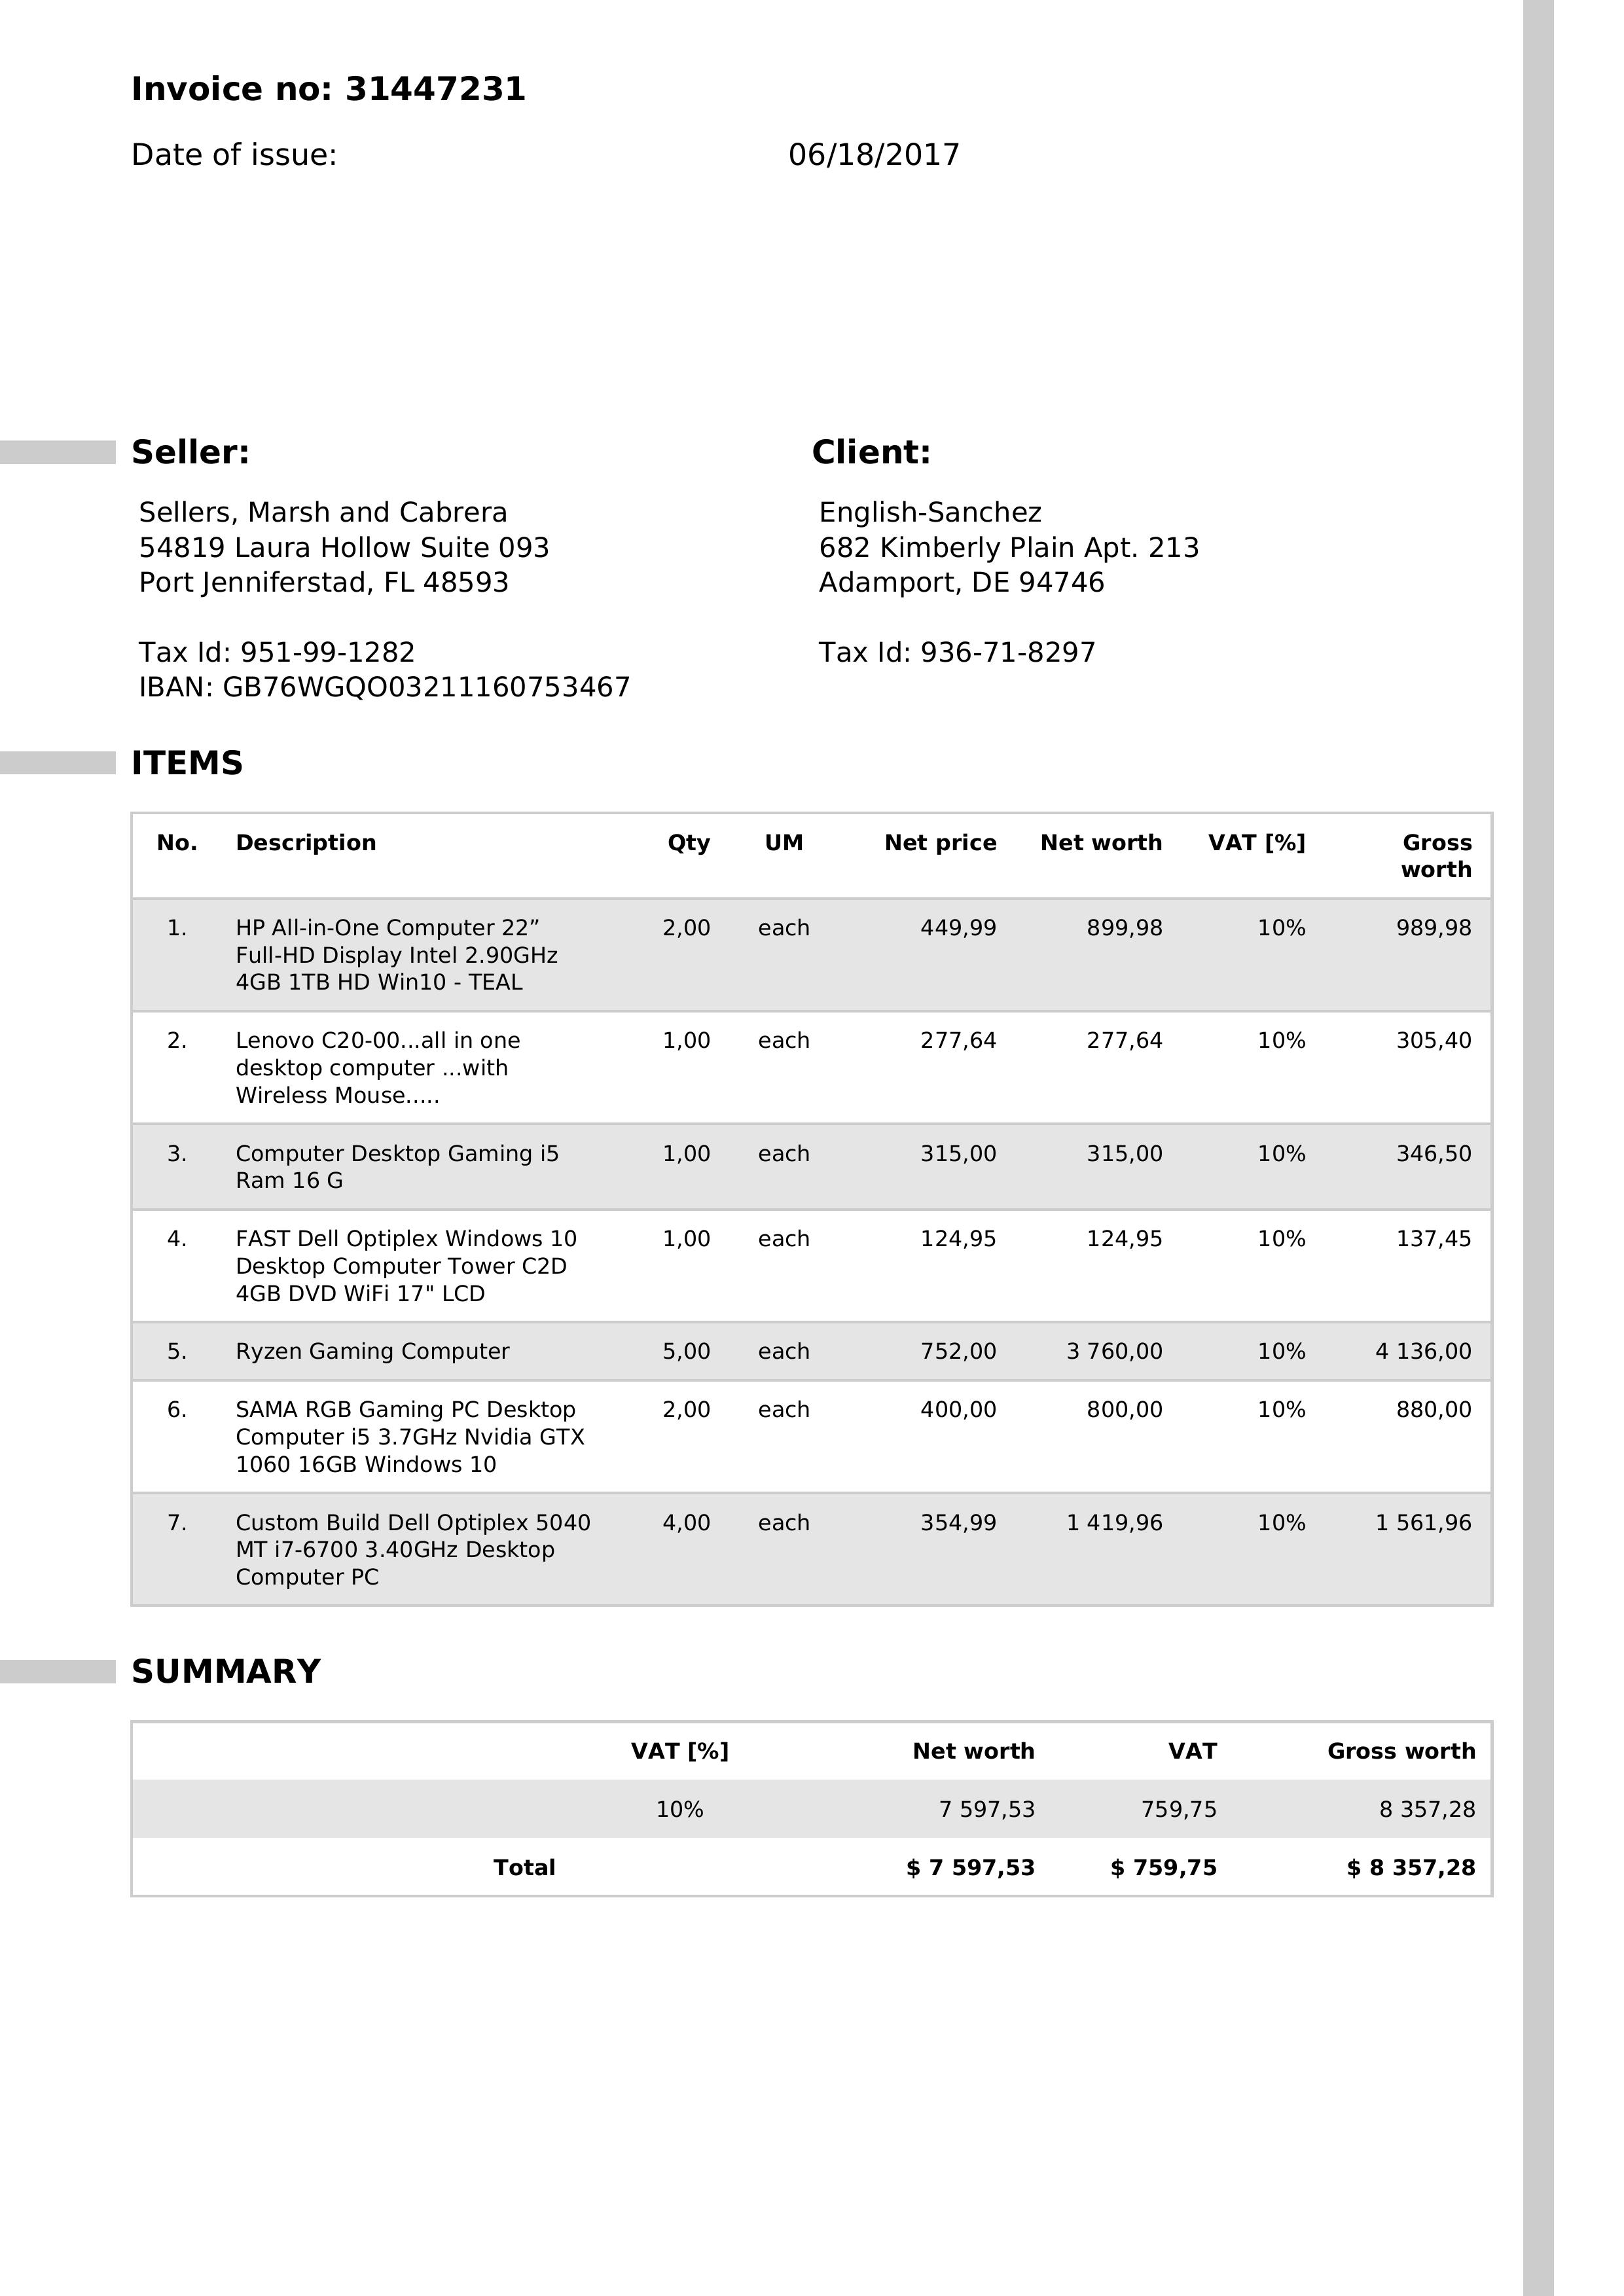 Invoice no: 31447231
Date of issue: 06/18/2017
Seller:
Sellers, Marsh and Cabrera
54819 Laura Hollow Suite 093
Port Jenniferstad, FL 48593
Tax Id: 951-99-1282
IBAN: GB76WGQO03211160753467
Client:
English-Sanchez
682 Kimberly Plain Apt. 213
Adamport, DE 94746
Tax Id: 936-71-8297
ITEMS
No. Description Qty UM Net price Net worth VAT [%] Gross
worth
1. HP All-in-One Computer 22” 2,00 each 449,99 899,98 10% 989,98
Full-HD Display Intel 2.90GHz
4GB 1TB HD Win10 - TEAL
2. Lenovo C20-00...all in one 1,00 each 277,64 277,64 10% 305,40
desktop computer ...with
Wireless Mouse.....
3. Computer Desktop Gaming i5 1,00 each 315,00 315,00 10% 346,50
Ram 16 G
4. FAST Dell Optiplex Windows 10 1,00 each 124,95 124,95 10% 137,45
Desktop Computer Tower C2D
4GB DVD WiFi 17" LCD
5. Ryzen Gaming Computer 5,00 each 752,00 3 760,00 10% 4 136,00
6. SAMA RGB Gaming PC Desktop 2,00 each 400,00 800,00 10% 880,00
Computer i5 3.7GHz Nvidia GTX
1060 16GB Windows 10
7. Custom Build Dell Optiplex 5040 4,00 each 354,99 1 419,96 10% 1 561,96
MT i7-6700 3.40GHz Desktop
Computer PC
SUMMARY
VAT [%] Net worth VAT Gross worth
10% 7 597,53 759,75 8 357,28
Total $ 7 597,53 $ 759,75 $ 8 357,28